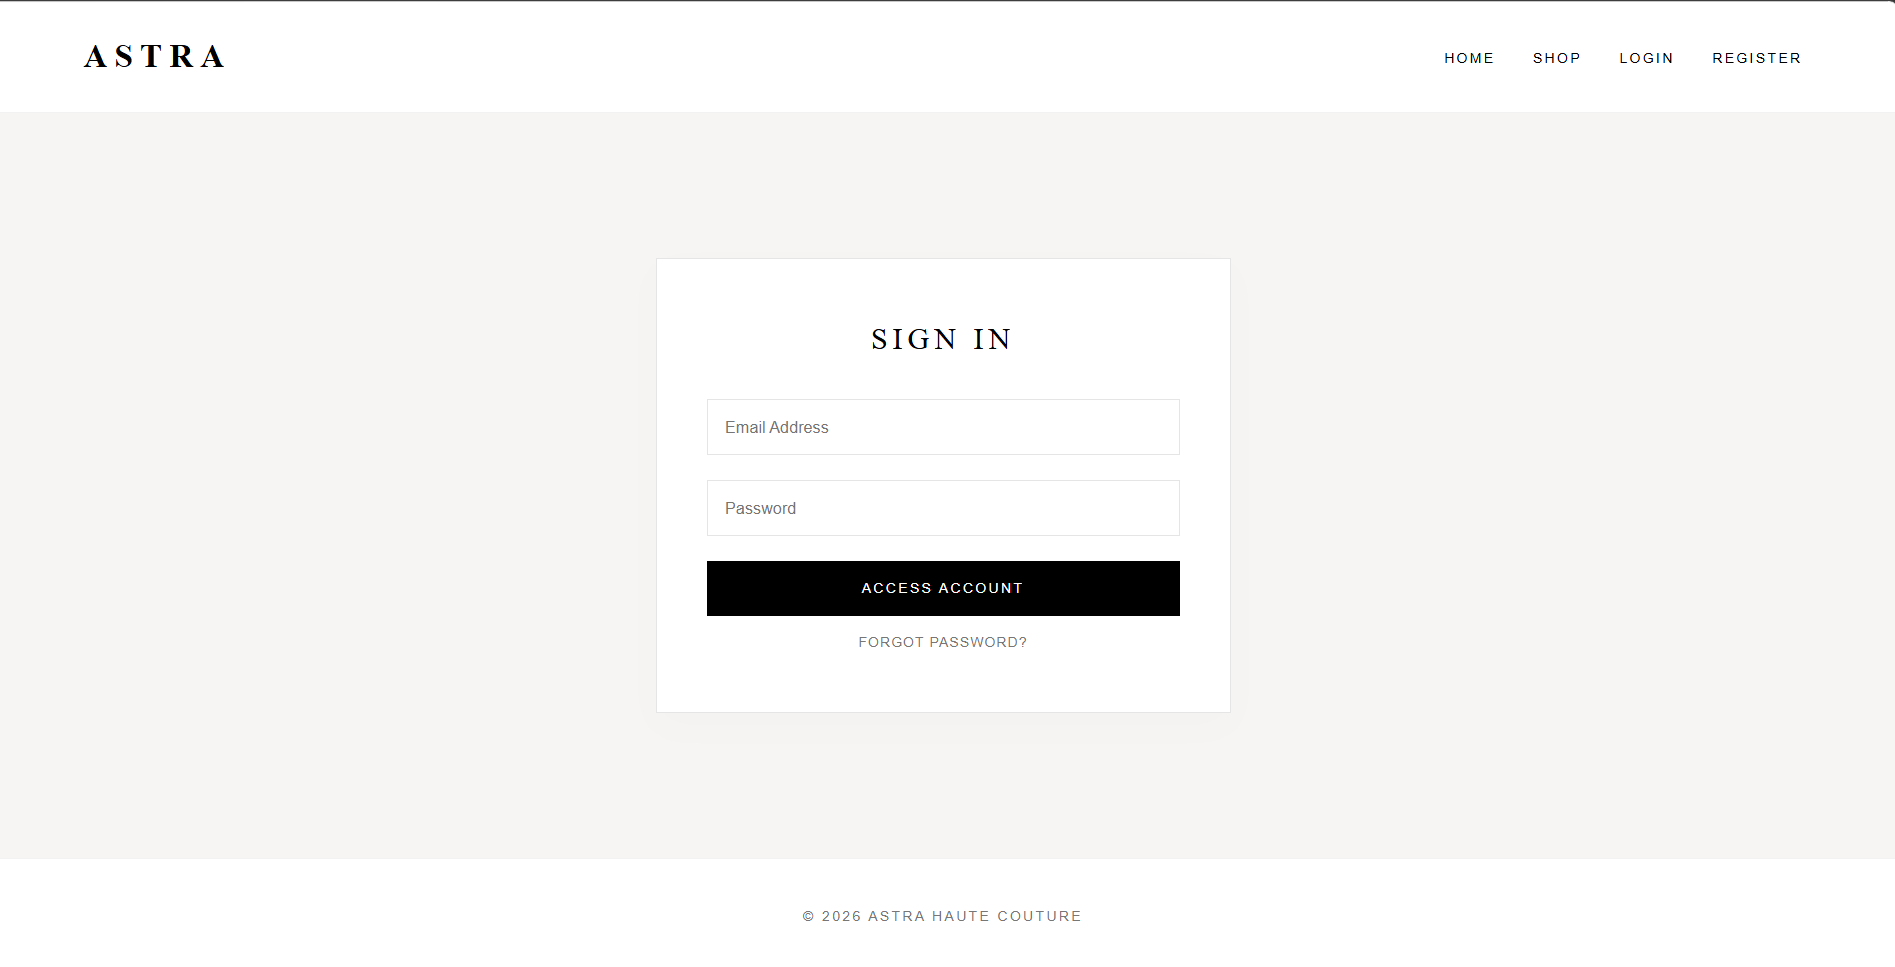 ASTRA
HOME SHOP LOGIN REGISTER
SIGN IN
Email Address
Password
ACCESS ACCOUNT
FORGOT PASSWORD?
© 2026 ASTRA HAUTE COUTURE